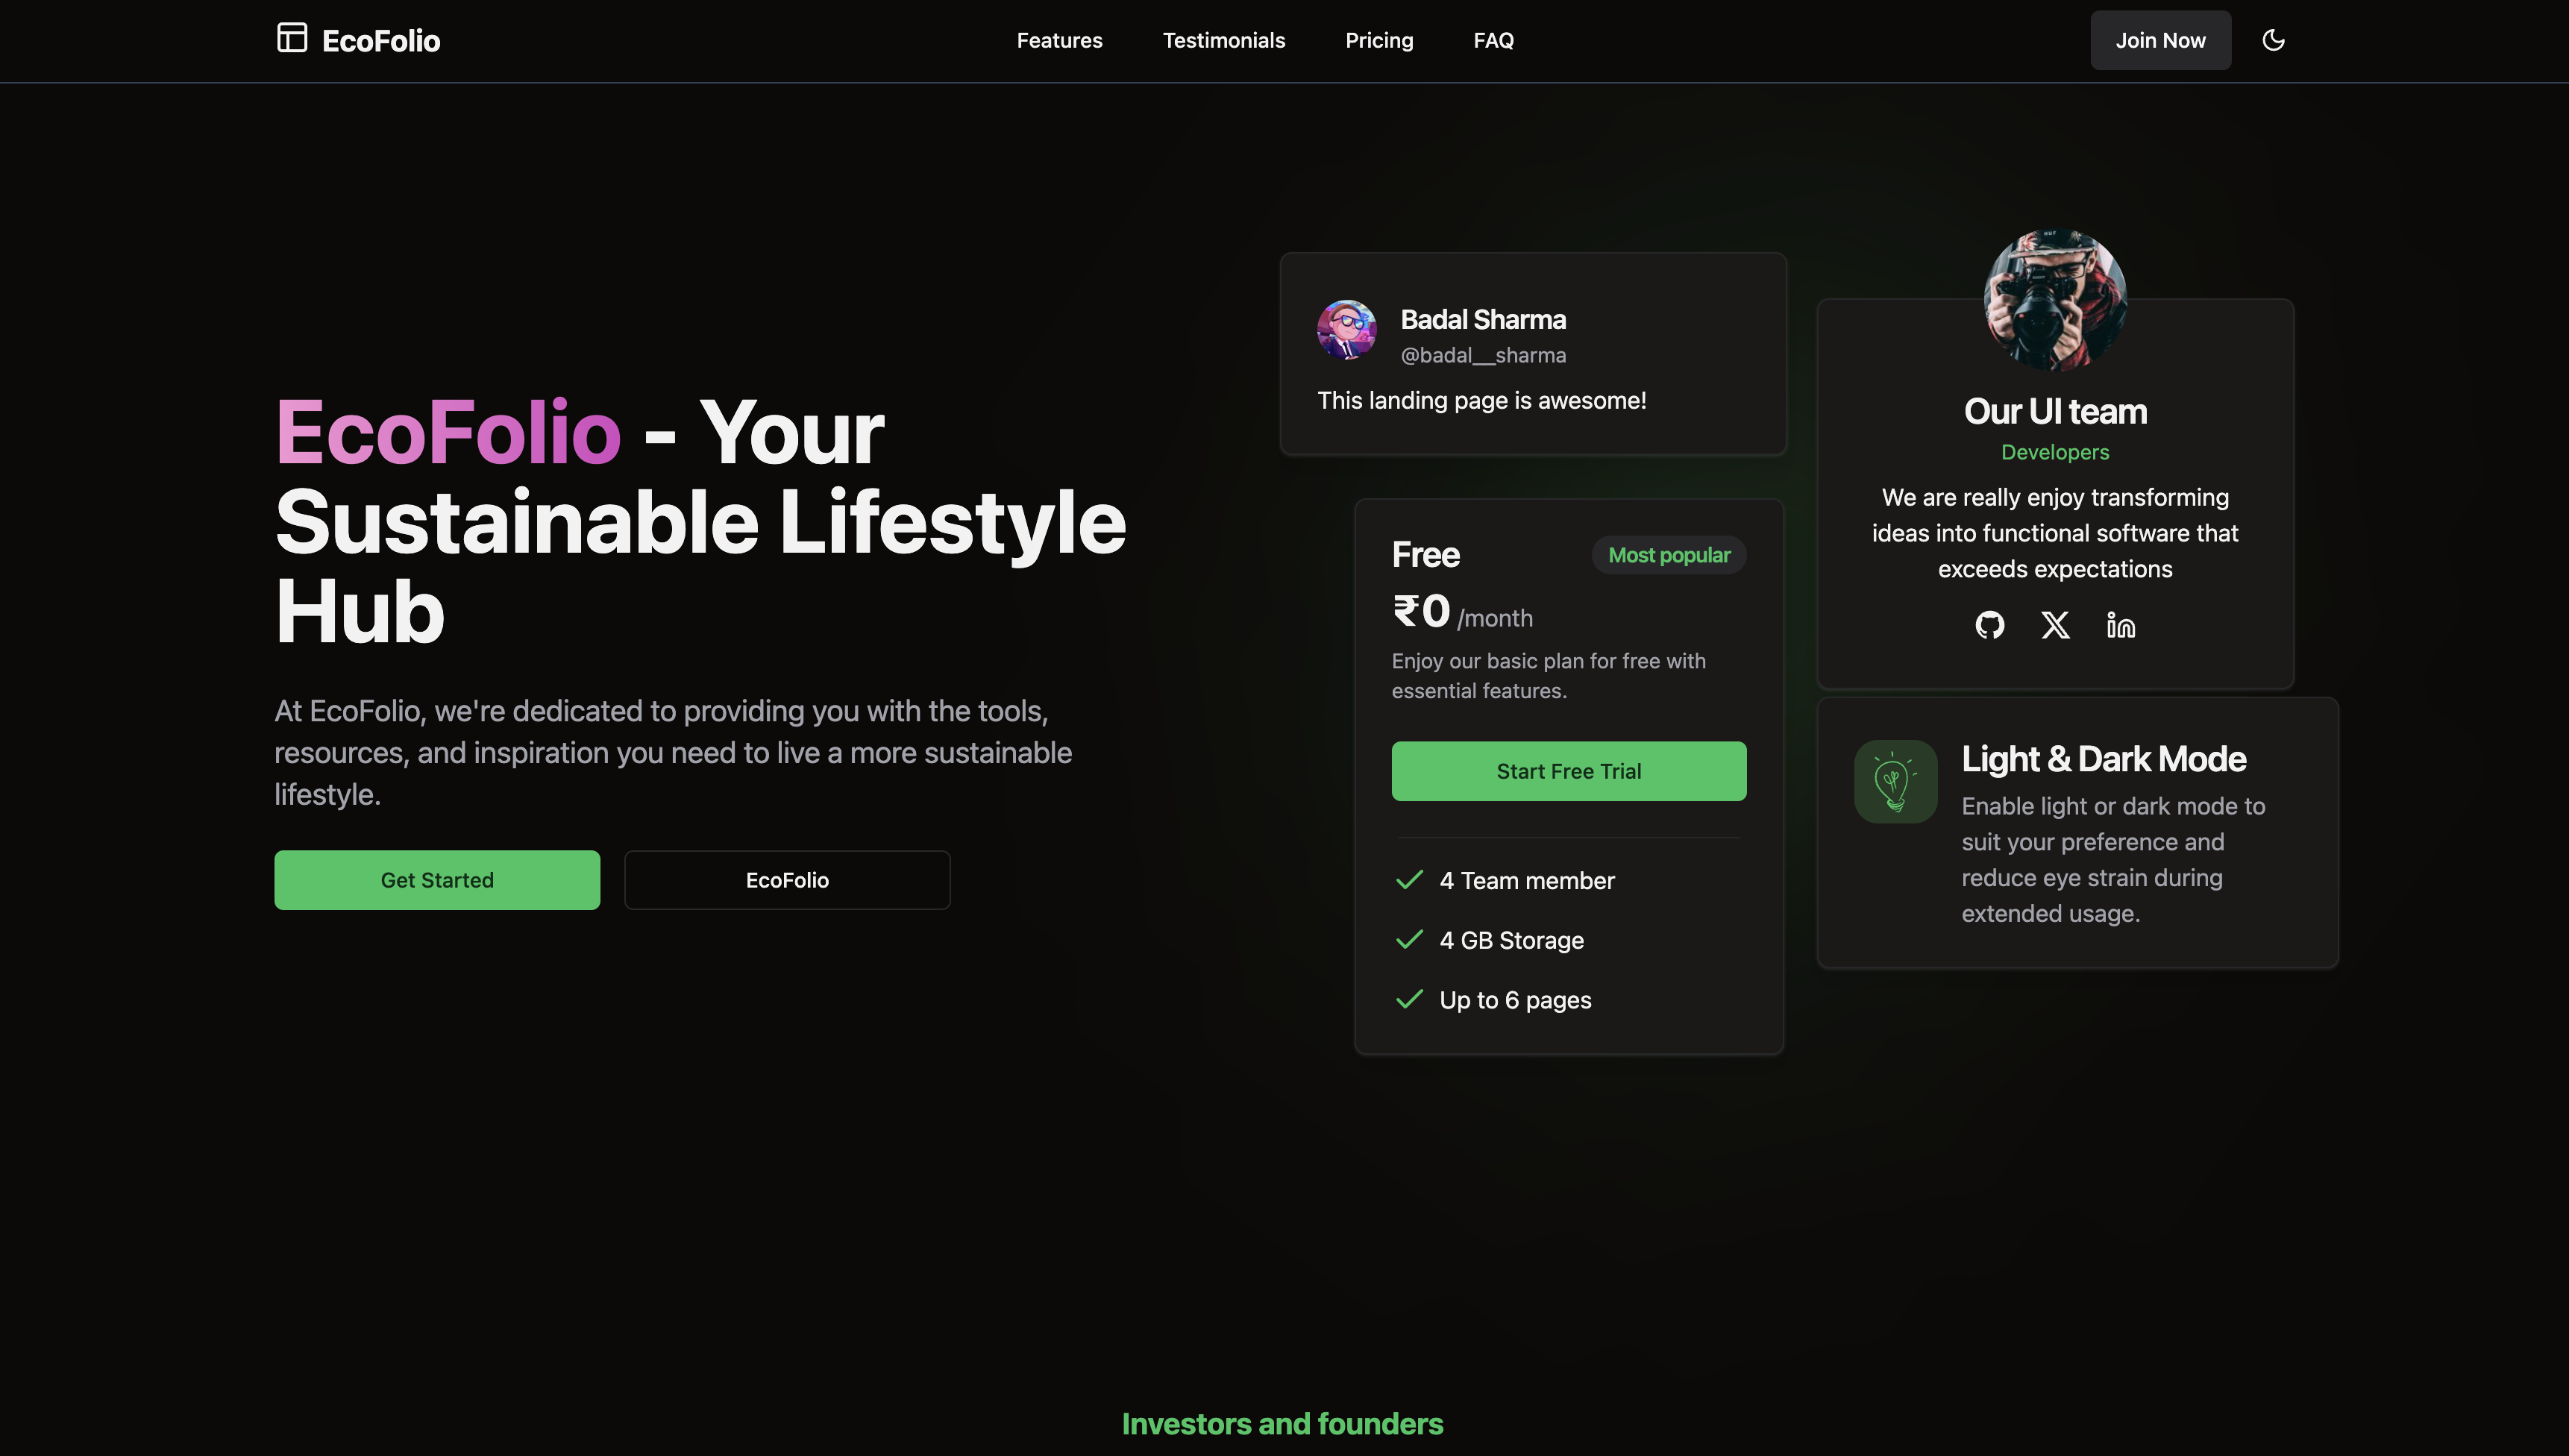 EcoFolio
Features
Testimonials
Pricing
FAQ
Join Now
EcoFolio - Your
Sustainable Lifestyle
Hub
At EcoFolio, we're dedicated to providing you with the tools,
resources, and inspiration you need to live a more sustainable
lifestyle.
Get Started
EcoFolio
Badal Sharma
@badal__sharma
This landing page is awesome!
Free
Most popular
₹0 /month
Enjoy our basic plan for free with
essential features.
Start Free Trial
4 Team member
4 GB Storage
Up to 6 pages
Our UI team
Developers
We are really enjoy transforming
ideas into functional software that
exceeds expectations
Light & Dark Mode
Enable light or dark mode to
suit your preference and
reduce eye strain during
extended usage.
Investors and founders